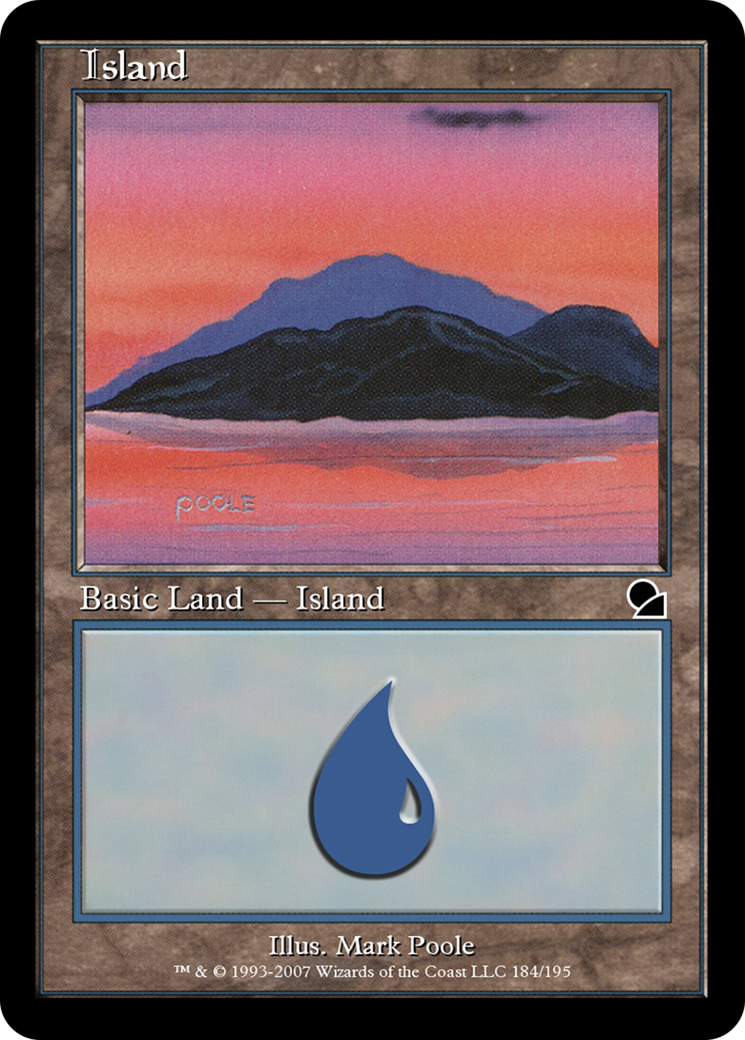 Island
POOLE
Basic Land — Island
Illus. Mark Poole
™ & © 1993-2007 Wizards of the Coast LLC 184/195